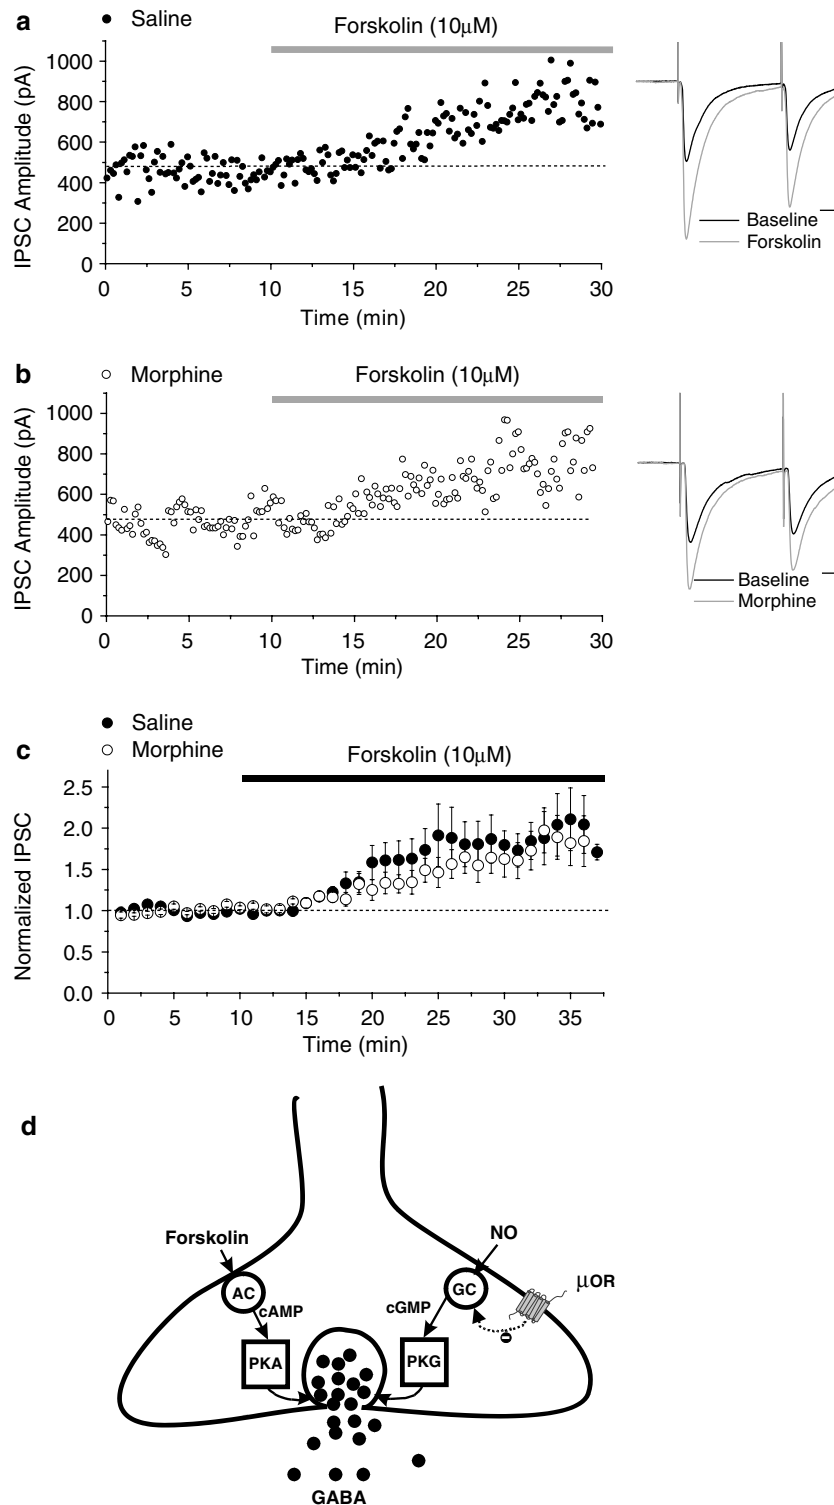 a
Saline
Forskolin (10μM)
IPSC Amplitude (pA)
1000
800
600
400
200
0
0 5 10 15 20 25 30
Time (min)
Baseline
Forskolin
b
Morphine
Forskolin (10μM)
IPSC Amplitude (pA)
1000
800
600
400
200
0
0 5 10 15 20 25 30
Time (min)
Baseline
Morphine
c
Saline
Morphine
Forskolin (10μM)
Normalized IPSC
2.5
2.0
1.5
1.0
0.5
0.0
0 5 10 15 20 25 30 35
Time (min)
d
Forskolin
NO
AC
GC
μOR
cAMP
cGMP
PKA
PKG
GABA